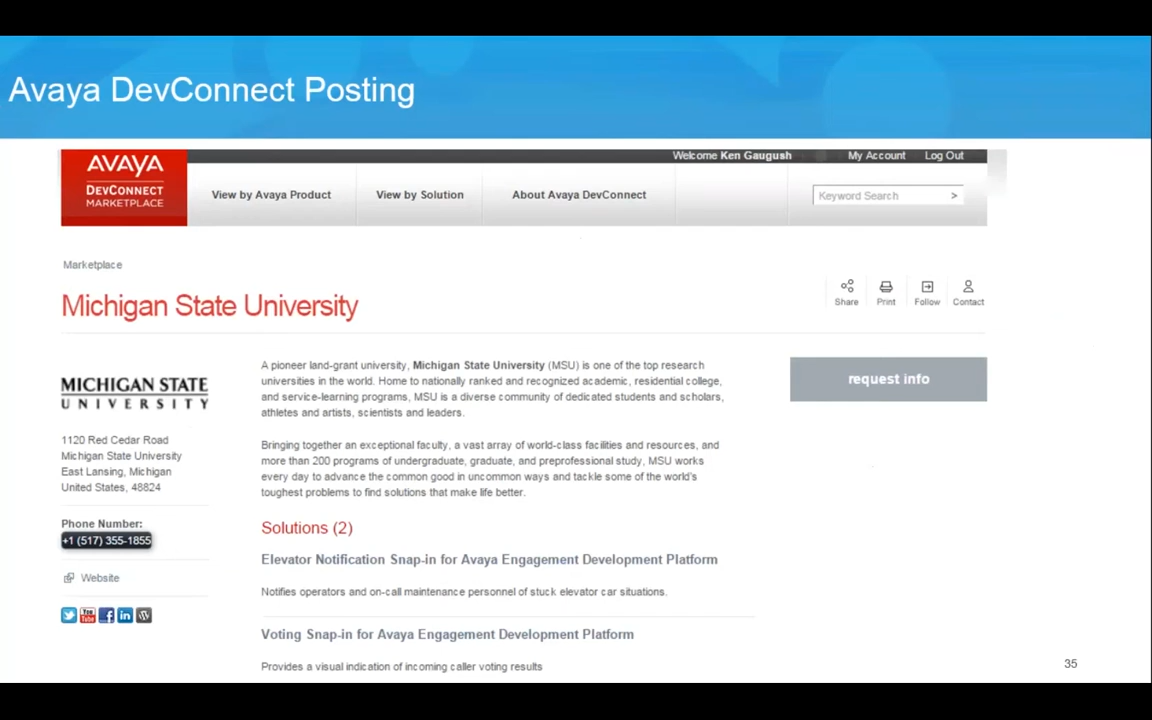 Avaya DevConnect Posting
AVAYA
DEVCONNECT
MARKETPLACE
Welcome Ken Gaugush
My Account
Log Out
View by Avaya Product
View by Solution
About Avaya DevConnect
Keyword Search >
Marketplace
Michigan State University
Share
Print
Follow
Contact
MICHIGAN STATE
UNIVERSITY
1120 Red Cedar Road
Michigan State University
East Lansing, Michigan
United States, 48824
Phone Number:
+1 (517) 355-1855
Website
You
Tube
f
in
W
A pioneer land-grant university, Michigan State University (MSU) is one of the top research
universities in the world. Home to nationally ranked and recognized academic, residential college,
and service-learning programs, MSU is a diverse community of dedicated students and scholars,
athletes and artists, scientists and leaders.
Bringing together an exceptional faculty, a vast array of world-class facilities and resources, and
more than 200 programs of undergraduate, graduate, and preprofessional study, MSU works
every day to advance the common good in uncommon ways and tackle some of the world's
toughest problems to find solutions that make life better.
Solutions (2)
Elevator Notification Snap-in for Avaya Engagement Development Platform
Notifies operators and on-call maintenance personnel of stuck elevator car situations.
Voting Snap-in for Avaya Engagement Development Platform
Provides a visual indication of incoming caller voting results
request info
35